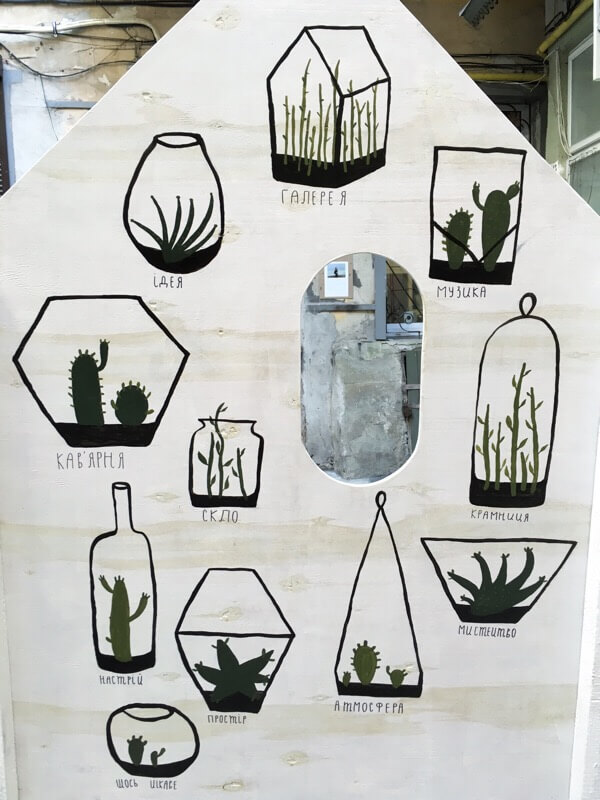 ГАЛЕРЕЯ
ІДЕЯ
МУЗИКА
КАВ'ЯРНЯ
СКЛО
КРАМНИЦЯ
МИСТЕЦТВО
НАСТРІЙ
ПРОСТІР
АТМОСФЕРА
ЩОСЬ ЦІКАВЕ